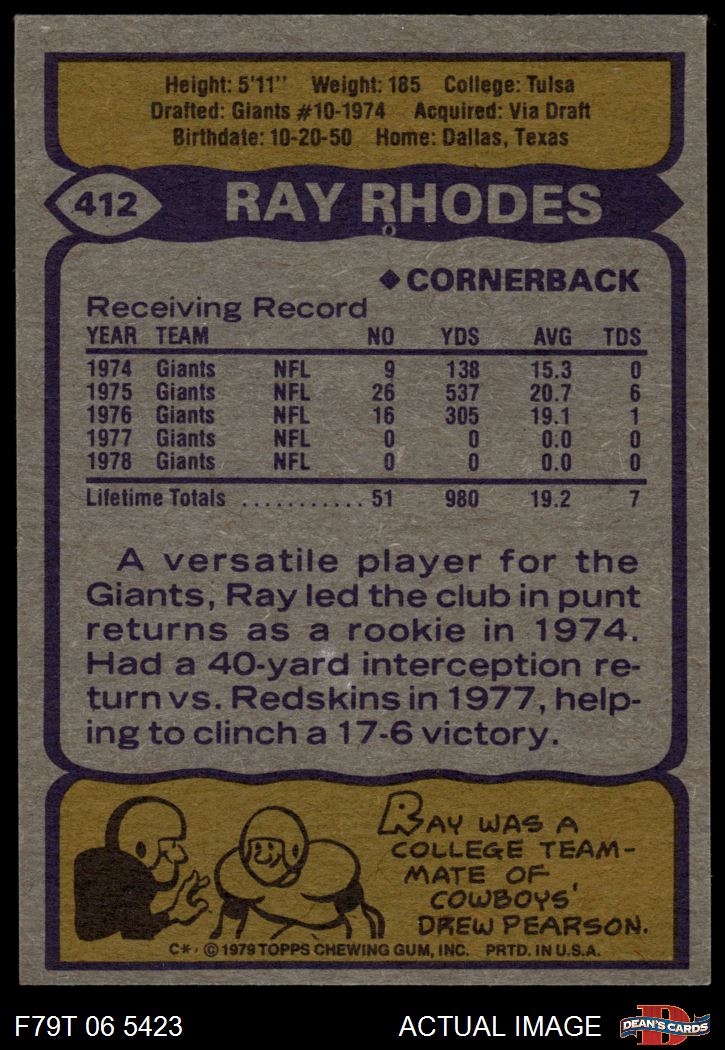 Height: 5'11" Weight: 185 College: Tulsa
Drafted: Giants #10-1974 Acquired: Via Draft
Birthdate: 10-20-50 Home: Dallas, Texas
412 RAY RHODES
◆ CORNERBACK
Receiving Record
YEAR TEAM NO YDS AVG TDS
1974 Giants NFL 9 138 15.3 0
1975 Giants NFL 26 537 20.7 6
1976 Giants NFL 16 305 19.1 1
1977 Giants NFL 0 0 0.0 0
1978 Giants NFL 0 0 0.0 0
Lifetime Totals ........... 51 980 19.2 7
A versatile player for the
Giants, Ray led the club in punt
returns as a rookie in 1974.
Had a 40-yard interception re-
turn vs. Redskins in 1977, help-
ing to clinch a 17-6 victory.
RAY WAS A
COLLEGE TEAM-
MATE OF
COWBOYS'
DREW PEARSON.
C* © 1979 TOPPS CHEWING GUM, INC. PRTD. IN U.S.A.
F79T 06 5423 ACTUAL IMAGE D DEAN'S CARDS